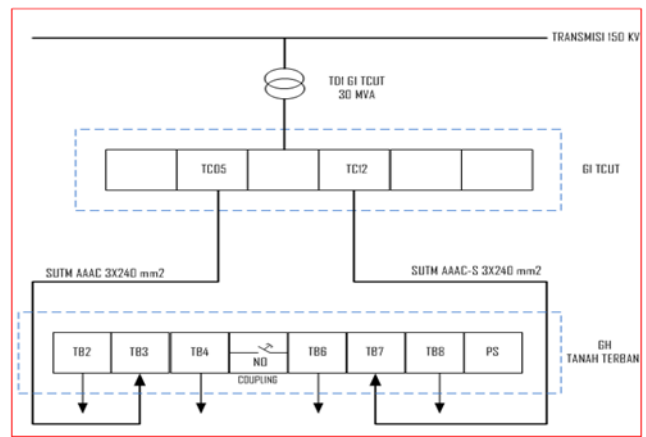 TRANSMISI 150 KV
TD1 GI TCUT
30 MVA
TC05
TC12
GI TCUT
SUTM AAAC 3X240 mm2
SUTM AAAC-S 3X240 mm2
TB2
TB3
TB4
NO
TB6
TB7
TB8
PS
COUPLING
GH
TANAH TERBAN